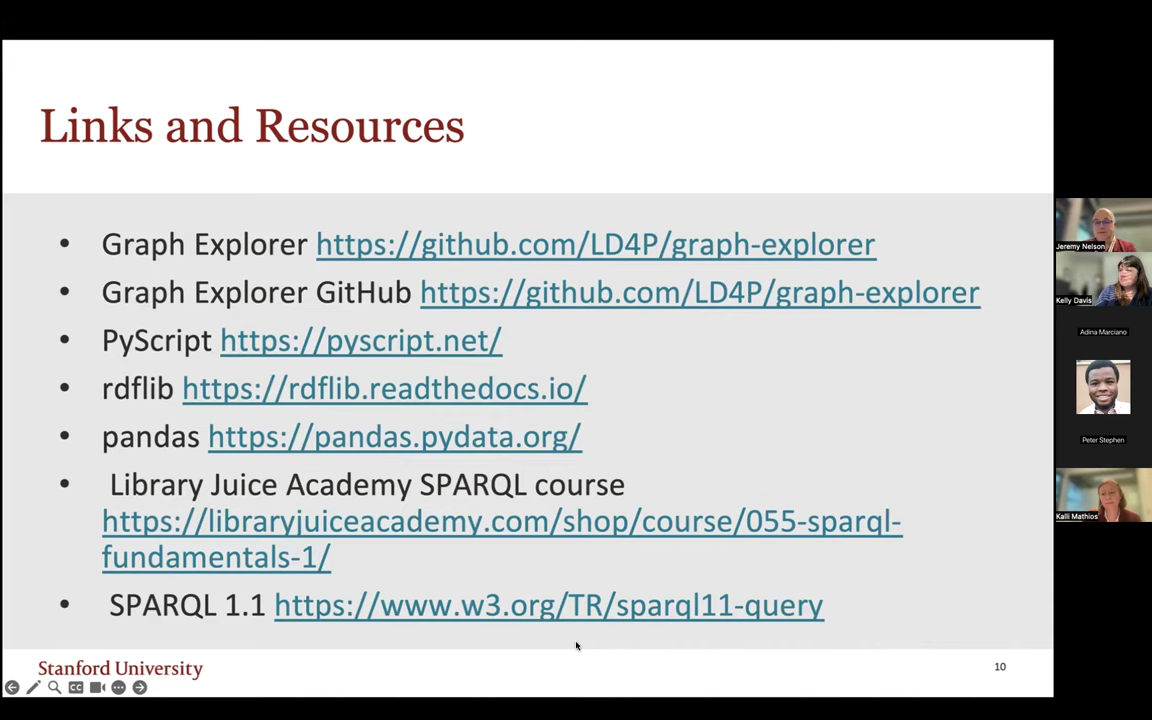 Links and Resources
• Graph Explorer https://github.com/LD4P/graph-explorer
• Graph Explorer GitHub https://github.com/LD4P/graph-explorer
• PyScript https://pyscript.net/
• rdflib https://rdflib.readthedocs.io/
• pandas https://pandas.pydata.org/
• Library Juice Academy SPARQL course
https://libraryjuiceacademy.com/shop/course/055-sparql-
fundamentals-1/
• SPARQL 1.1 https://www.w3.org/TR/sparql11-query
Stanford University
10
CC
Jeremy Nelson
Kelly Davis
Adina Marciano
Peter Stephen
Kalli Mathios